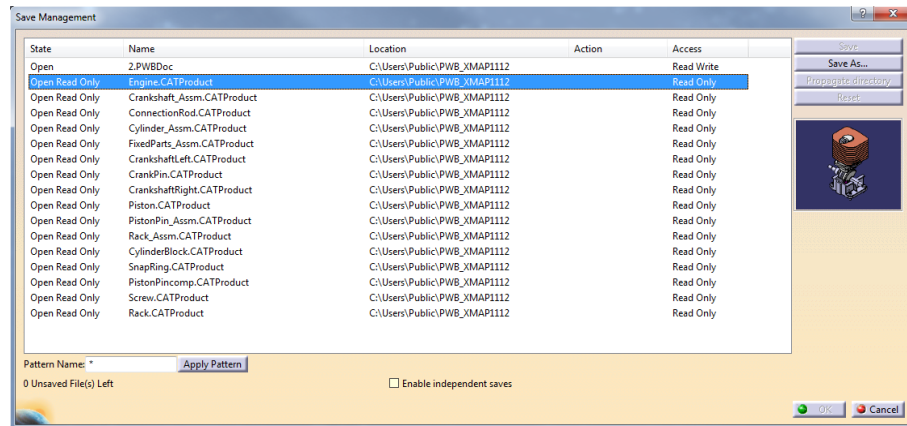 Save Management
State Name Location Action Access
Open 2.PWBDoc C:\Users\Public\PWB_XMAP1112 Read Write
Open Read Only Engine.CATProduct C:\Users\Public\PWB_XMAP1112 Read Only
Open Read Only Crankshaft_Assm.CATProduct C:\Users\Public\PWB_XMAP1112 Read Only
Open Read Only ConnectionRod.CATProduct C:\Users\Public\PWB_XMAP1112 Read Only
Open Read Only Cylinder_Assm.CATProduct C:\Users\Public\PWB_XMAP1112 Read Only
Open Read Only FixedParts_Assm.CATProduct C:\Users\Public\PWB_XMAP1112 Read Only
Open Read Only CrankshaftLeft.CATProduct C:\Users\Public\PWB_XMAP1112 Read Only
Open Read Only CrankPin.CATProduct C:\Users\Public\PWB_XMAP1112 Read Only
Open Read Only CrankshaftRight.CATProduct C:\Users\Public\PWB_XMAP1112 Read Only
Open Read Only Piston.CATProduct C:\Users\Public\PWB_XMAP1112 Read Only
Open Read Only PistonPin_Assm.CATProduct C:\Users\Public\PWB_XMAP1112 Read Only
Open Read Only Rack_Assm.CATProduct C:\Users\Public\PWB_XMAP1112 Read Only
Open Read Only CylinderBlock.CATProduct C:\Users\Public\PWB_XMAP1112 Read Only
Open Read Only SnapRing.CATProduct C:\Users\Public\PWB_XMAP1112 Read Only
Open Read Only PistonPincomp.CATProduct C:\Users\Public\PWB_XMAP1112 Read Only
Open Read Only Screw.CATProduct C:\Users\Public\PWB_XMAP1112 Read Only
Open Read Only Rack.CATProduct C:\Users\Public\PWB_XMAP1112 Read Only
Save
Save As...
Propagate directory
Reset
Pattern Name: * Apply Pattern
0 Unsaved File(s) Left Enable independent saves
OK Cancel